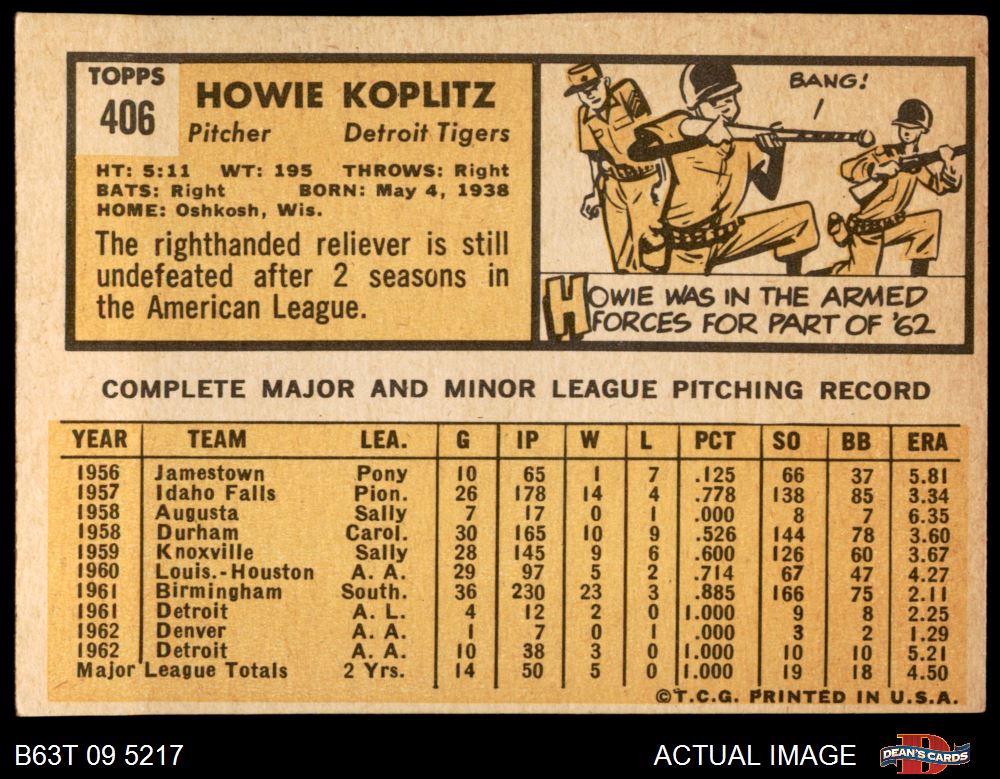 TOPPS
406
HOWIE KOPLITZ
Pitcher Detroit Tigers
HT: 5:11 WT: 195 THROWS: Right
BATS: Right BORN: May 4, 1938
HOME: Oshkosh, Wis.
The righthanded reliever is still
undefeated after 2 seasons in
the American League.
BANG!
HOWIE WAS IN THE ARMED
FORCES FOR PART OF '62
COMPLETE MAJOR AND MINOR LEAGUE PITCHING RECORD
YEAR TEAM LEA. G IP W L PCT SO BB ERA
1956 Jamestown Pony 10 65 1 7 .125 66 37 5.81
1957 Idaho Falls Pion. 26 178 14 4 .778 138 85 3.34
1958 Augusta Sally 7 17 0 1 .000 8 7 6.35
1958 Durham Carol. 30 165 10 9 .526 144 78 3.60
1959 Knoxville Sally 28 145 9 6 .600 126 60 3.67
1960 Louis.-Houston A. A. 29 97 5 2 .714 67 47 4.27
1961 Birmingham South. 36 230 23 3 .885 166 75 2.11
1961 Detroit A. L. 4 12 2 0 1.000 9 8 2.25
1962 Denver A. A. 1 7 0 1 .000 3 2 1.29
1962 Detroit A. A. 10 38 3 0 1.000 10 10 5.21
Major League Totals 2 Yrs. 14 50 5 0 1.000 19 18 4.50
©T.C.G. PRINTED IN U.S.A.
B63T 09 5217 ACTUAL IMAGE DEAN'S CARDS